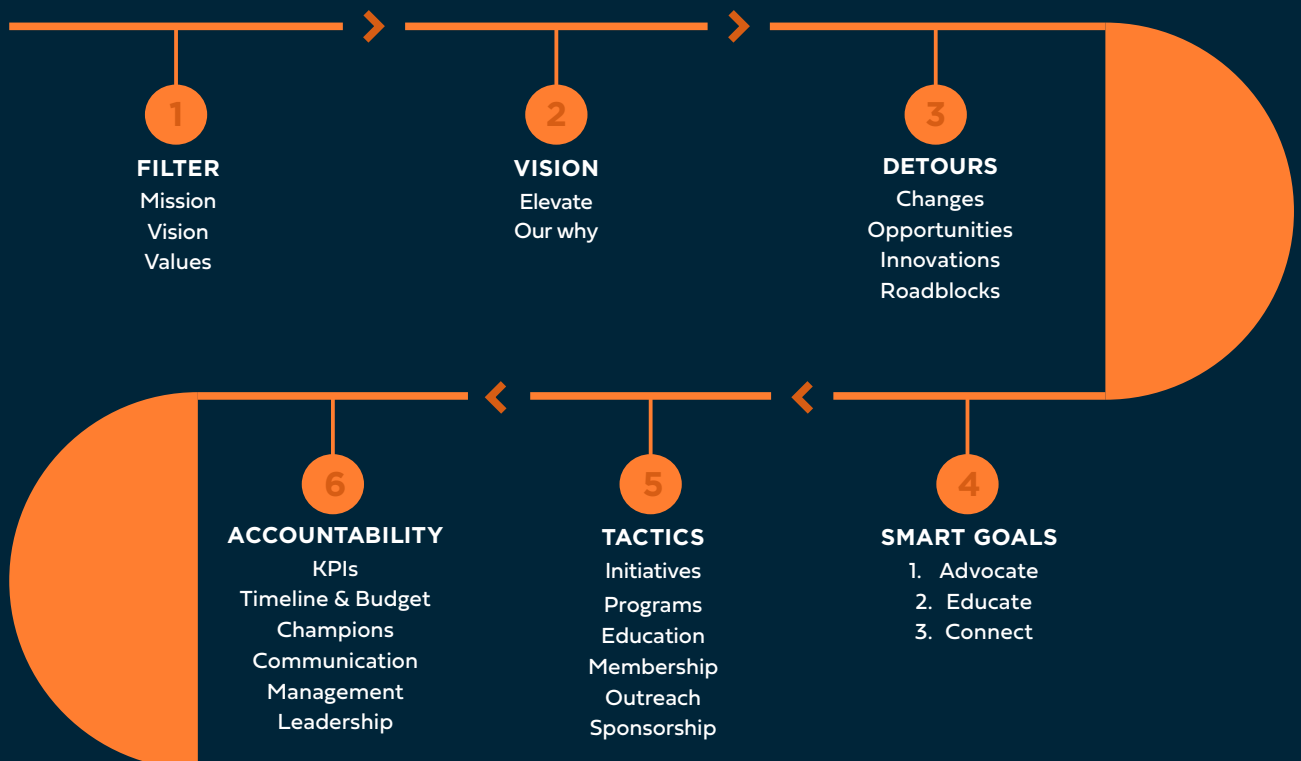 1
FILTER
Mission
Vision
Values
2
VISION
Elevate
Our why
3
DETOURS
Changes
Opportunities
Innovations
Roadblocks
4
SMART GOALS
1. Advocate
2. Educate
3. Connect
5
TACTICS
Initiatives
Programs
Education
Membership
Outreach
Sponsorship
6
ACCOUNTABILITY
KPIs
Timeline & Budget
Champions
Communication
Management
Leadership